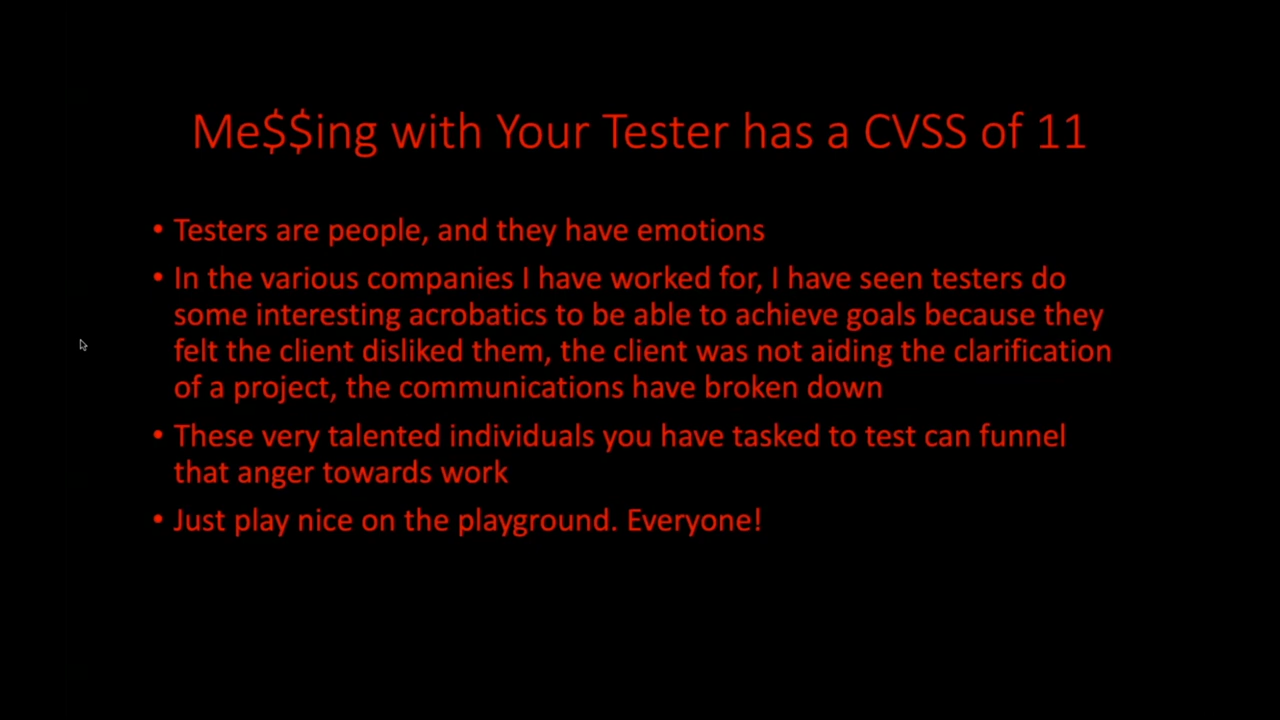 Me$$ing with Your Tester has a CVSS of 11
• Testers are people, and they have emotions
• In the various companies I have worked for, I have seen testers do
some interesting acrobatics to be able to achieve goals because they
felt the client disliked them, the client was not aiding the clarification
of a project, the communications have broken down
• These very talented individuals you have tasked to test can funnel
that anger towards work
• Just play nice on the playground. Everyone!